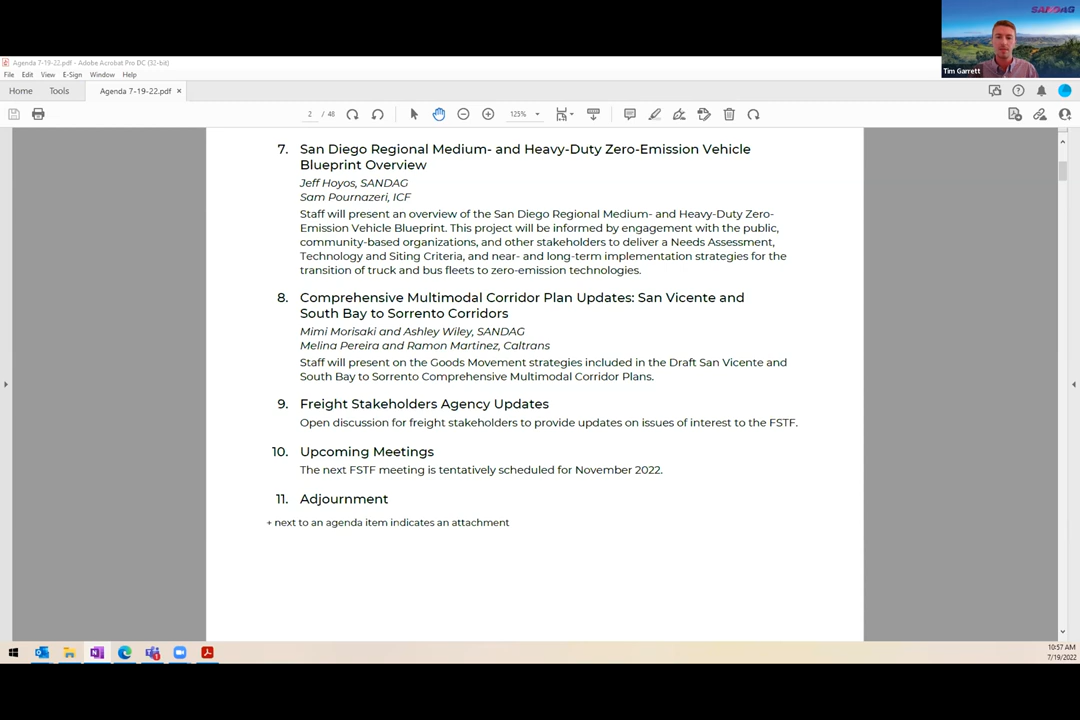 SANDAG
Tim Garrett
Agenda 7-19-22.pdf - Adobe Acrobat Pro DC (32-bit)
File Edit View E-Sign Window Help
Home Tools Agenda 7-19-22.pdf ×
2 / 48 125%
7. San Diego Regional Medium- and Heavy-Duty Zero-Emission Vehicle
Blueprint Overview
Jeff Hoyos, SANDAG
Sam Pournazeri, ICF
Staff will present an overview of the San Diego Regional Medium- and Heavy-Duty Zero-
Emission Vehicle Blueprint. This project will be informed by engagement with the public,
community-based organizations, and other stakeholders to deliver a Needs Assessment,
Technology and Siting Criteria, and near- and long-term implementation strategies for the
transition of truck and bus fleets to zero-emission technologies.
8. Comprehensive Multimodal Corridor Plan Updates: San Vicente and
South Bay to Sorrento Corridors
Mimi Morisaki and Ashley Wiley, SANDAG
Melina Pereira and Ramon Martinez, Caltrans
Staff will present on the Goods Movement strategies included in the Draft San Vicente and
South Bay to Sorrento Comprehensive Multimodal Corridor Plans.
9. Freight Stakeholders Agency Updates
Open discussion for freight stakeholders to provide updates on issues of interest to the FSTF.
10. Upcoming Meetings
The next FSTF meeting is tentatively scheduled for November 2022.
11. Adjournment
+ next to an agenda item indicates an attachment
10:57 AM
7/19/2022